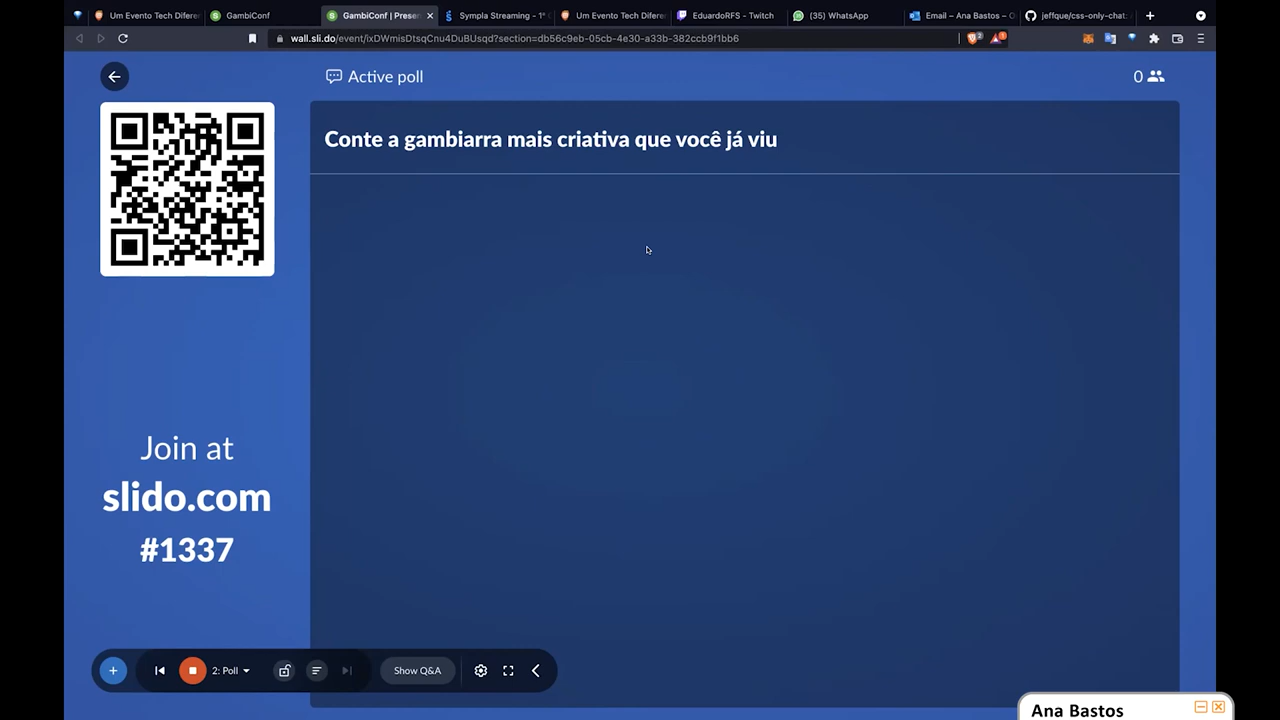 Um Evento Tech Difere
GambiConf
GambiConf | Presen
Sympla Streaming - 1º
Um Evento Tech Difere
EduardoRFS - Twitch
(35) WhatsApp
Email – Ana Bastos – O
jeffque/css-only-chat:
wall.sli.do/event/ixDWmisDtsqCnu4DuBUsqd?section=db56c9eb-05cb-4e30-a33b-382ccb9f1bb6
Active poll
0
Conte a gambiarra mais criativa que você já viu
Join at
slido.com
#1337
2: Poll
Show Q&A
Ana Bastos